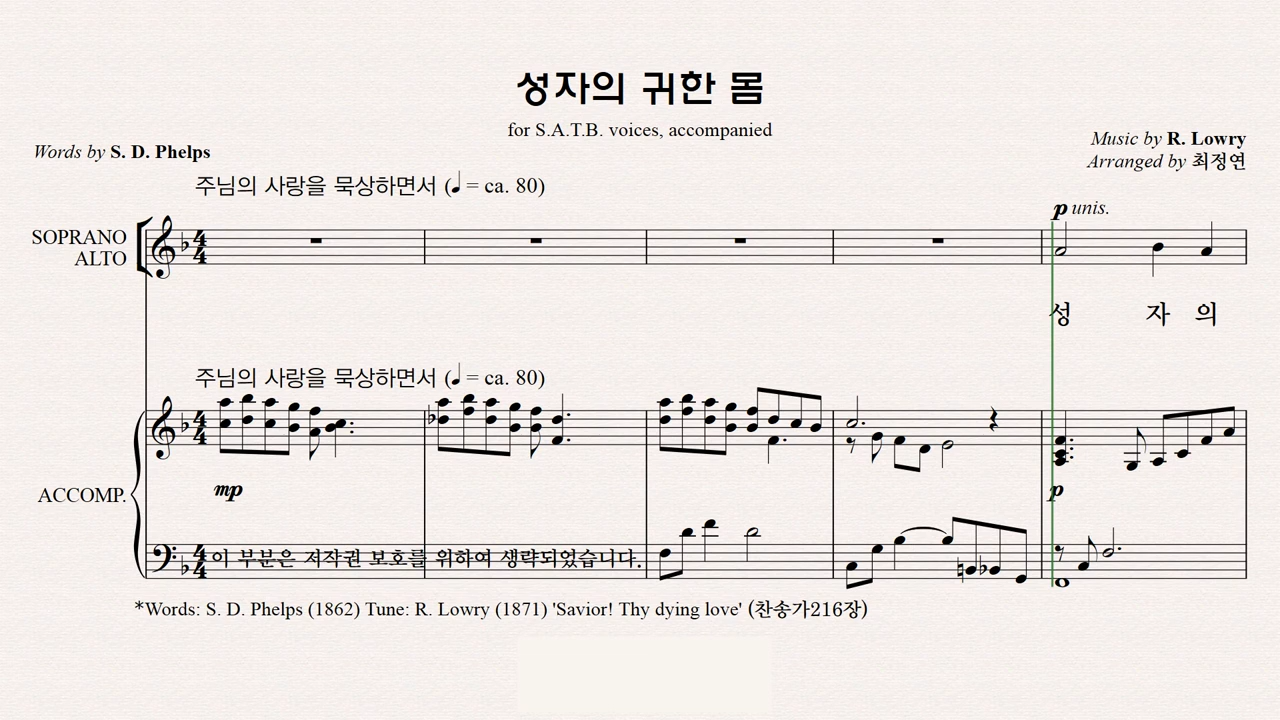 성자의 귀한 몸
for S.A.T.B. voices, accompanied
Words by S. D. Phelps
Music by R. Lowry
Arranged by 최정연
주님의 사랑을 묵상하면서 (♩ = ca. 80)
p unis.
SOPRANO
ALTO
성 자 의
주님의 사랑을 묵상하면서 (♩ = ca. 80)
mp
p
ACCOMP.
이 부분은 저작권 보호를 위하여 생략되었습니다.
*Words: S. D. Phelps (1862) Tune: R. Lowry (1871) 'Savior! Thy dying love' (찬송가216장)